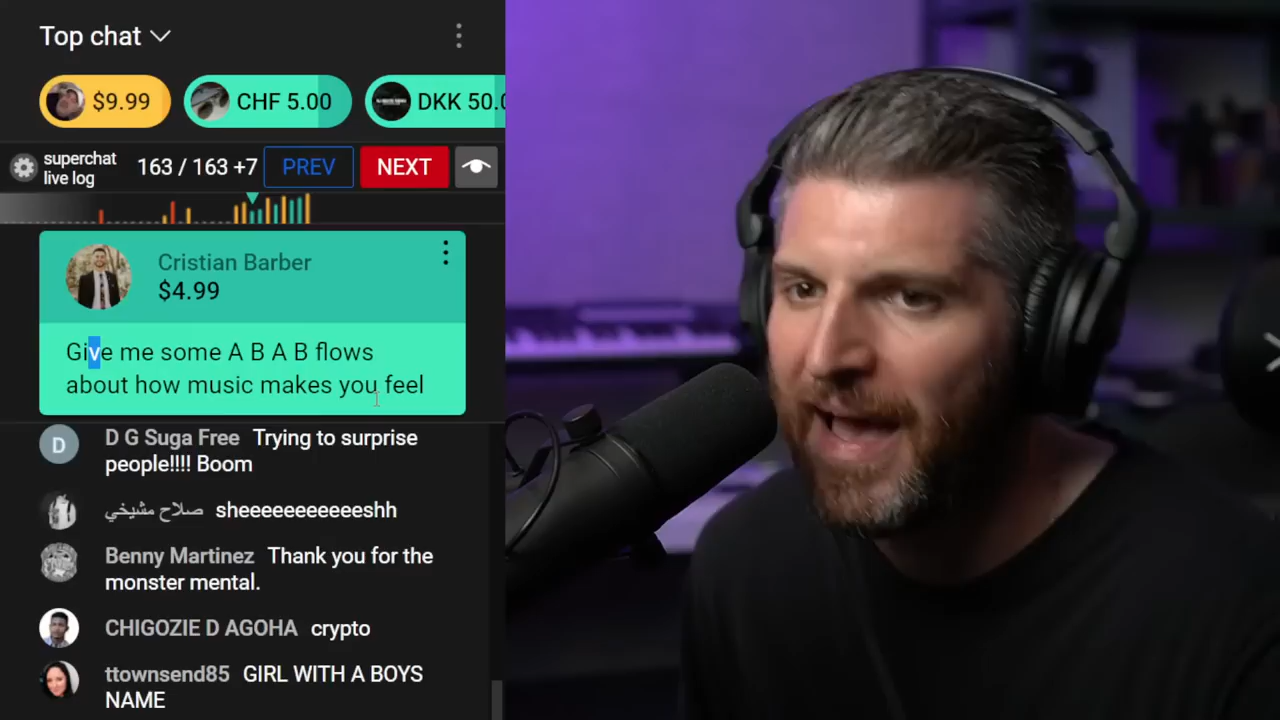 Top chat
$9.99 CHF 5.00 DKK 50.0
superchat
live log
163 / 163 +7 PREV NEXT
Cristian Barber
$4.99
Give me some A B A B flows
about how music makes you feel
D
D G Suga Free Trying to surprise
people!!!! Boom
صلاح مشيخي sheeeeeeeeeeeshh
Benny Martinez Thank you for the
monster mental.
CHIGOZIE D AGOHA crypto
ttownsend85 GIRL WITH A BOYS
NAME